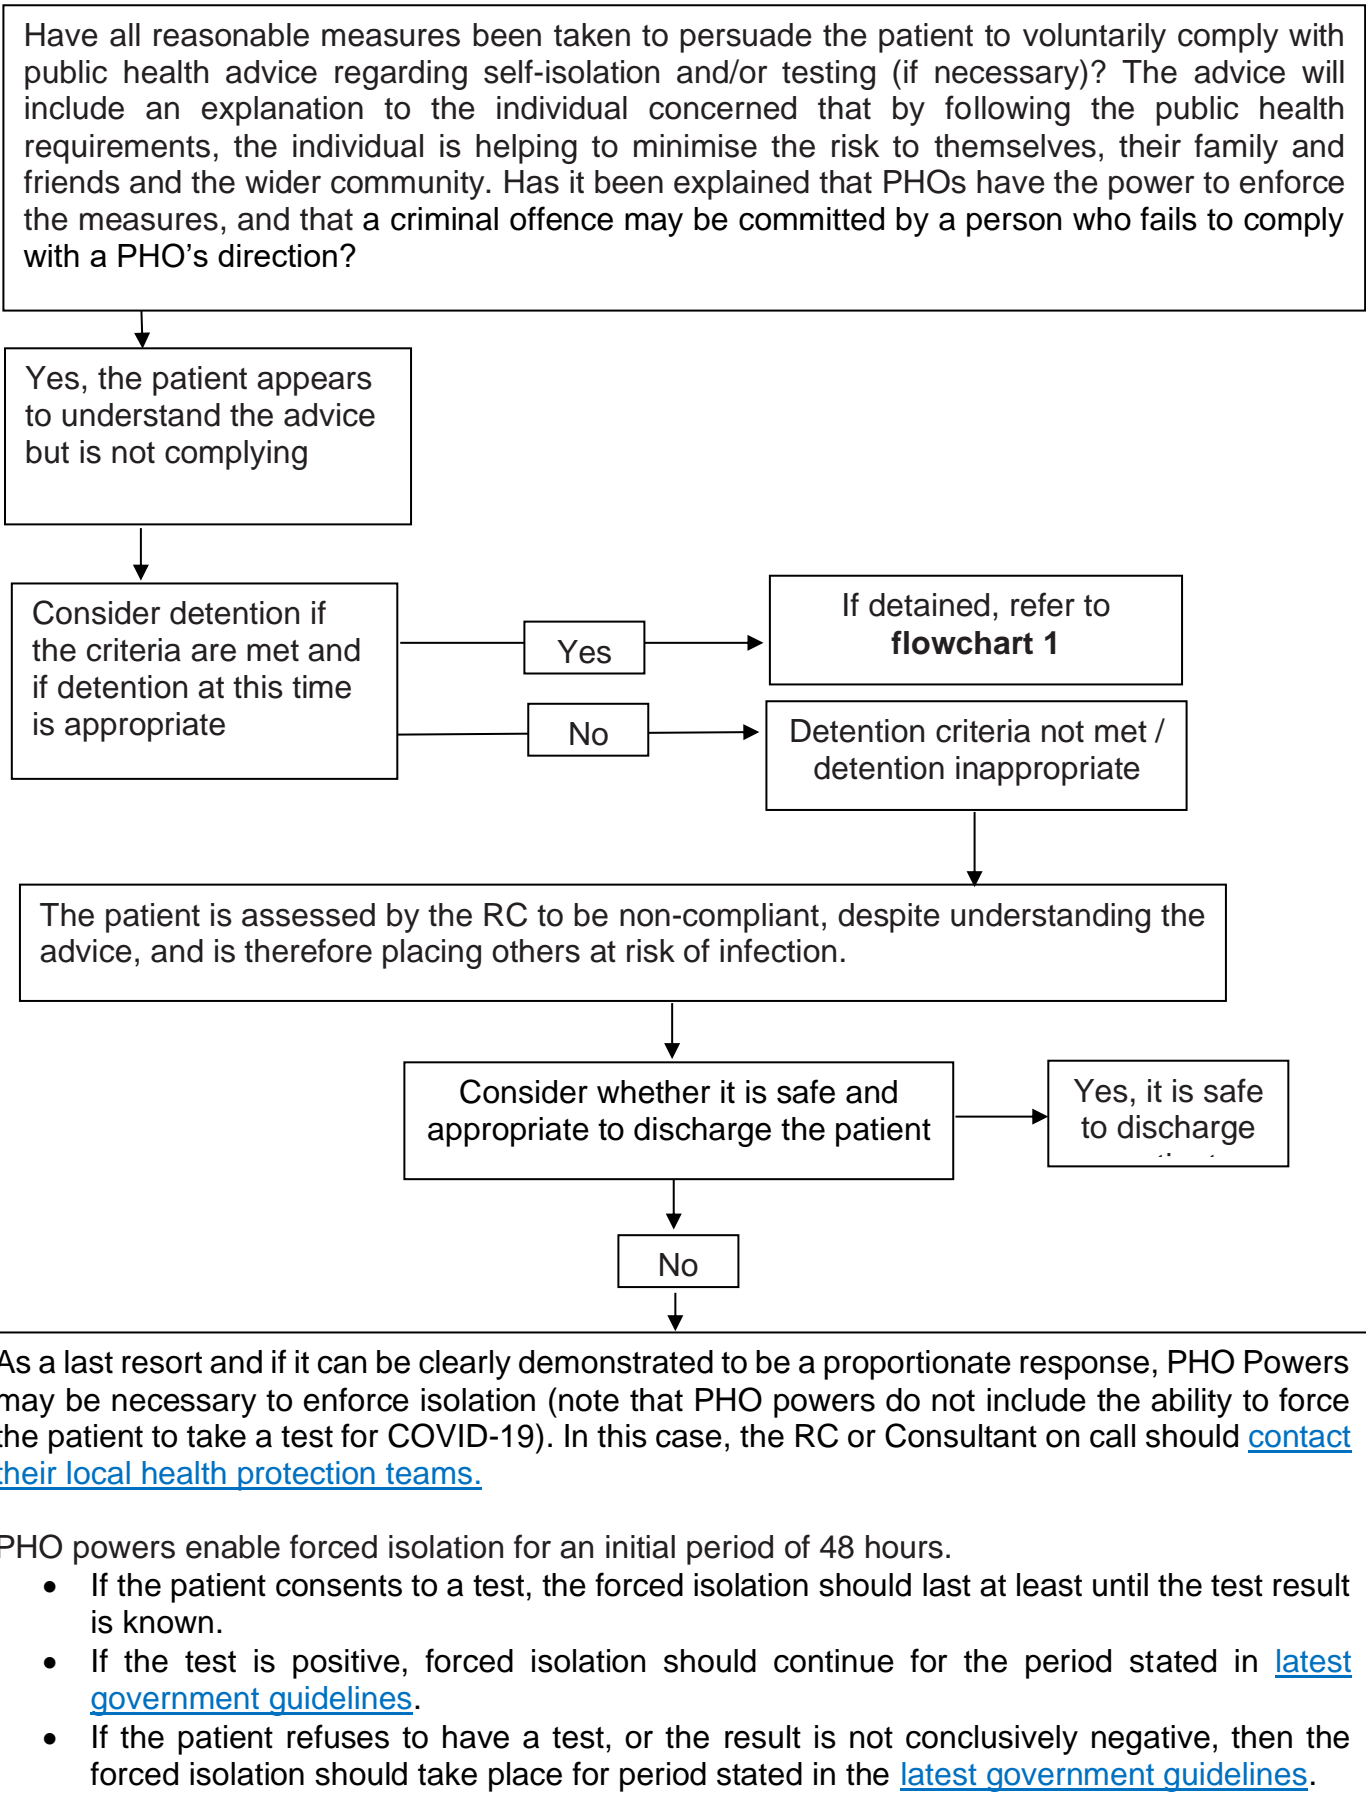 Have all reasonable measures been taken to persuade the patient to voluntarily comply with
public health advice regarding self-isolation and/or testing (if necessary)? The advice will
include an explanation to the individual concerned that by following the public health
requirements, the individual is helping to minimise the risk to themselves, their family and
friends and the wider community. Has it been explained that PHOs have the power to enforce
the measures, and that a criminal offence may be committed by a person who fails to comply
with a PHO’s direction?
Yes, the patient appears
to understand the advice
but is not complying
Consider detention if
the criteria are met and
if detention at this time
is appropriate
Yes
If detained, refer to
flowchart 1
No
Detention criteria not met /
detention inappropriate
The patient is assessed by the RC to be non-compliant, despite understanding the
advice, and is therefore placing others at risk of infection.
Consider whether it is safe and
appropriate to discharge the patient
Yes, it is safe
to discharge
No
As a last resort and if it can be clearly demonstrated to be a proportionate response, PHO Powers
may be necessary to enforce isolation (note that PHO powers do not include the ability to force
the patient to take a test for COVID-19). In this case, the RC or Consultant on call should contact
their local health protection teams.
PHO powers enable forced isolation for an initial period of 48 hours.
• If the patient consents to a test, the forced isolation should last at least until the test result
is known.
• If the test is positive, forced isolation should continue for the period stated in latest
government guidelines.
• If the patient refuses to have a test, or the result is not conclusively negative, then the
forced isolation should take place for period stated in the latest government guidelines.